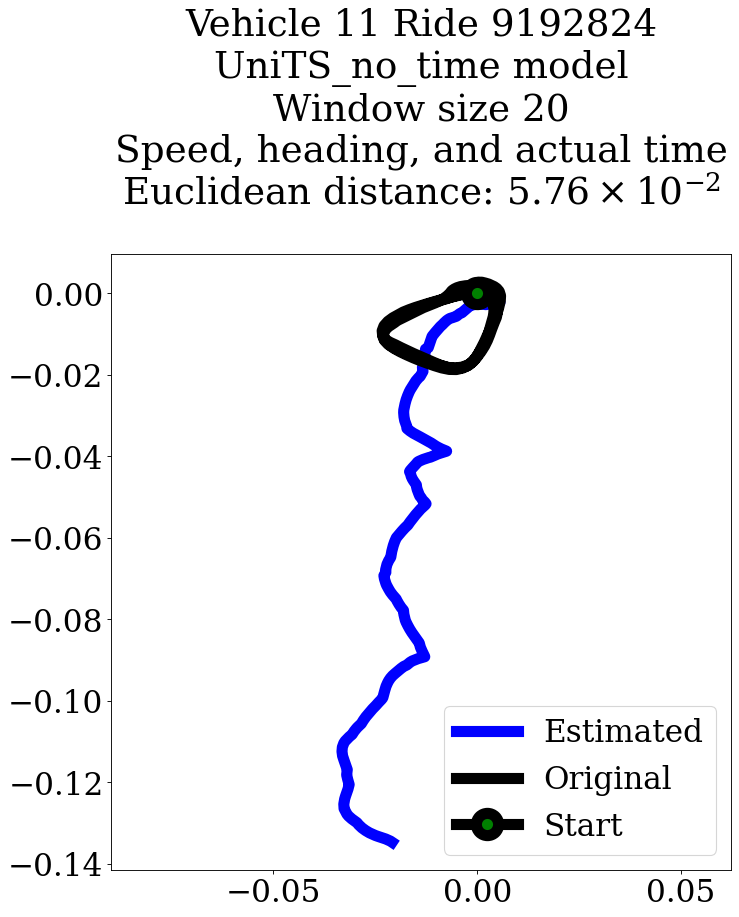 Vehicle 11 Ride 9192824
UniTS_no_time model
Window size 20
Speed, heading, and actual time
Euclidean distance: 5.76 × 10⁻²
0.00
−0.02
−0.04
−0.06
−0.08
−0.10
−0.12
−0.14
−0.05
0.00
0.05
Estimated
Original
Start